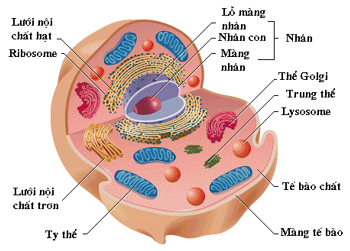 Lưới nội
chất hạt
Ribosome
Lỗ màng
nhân
Nhân con
Màng
nhân
Nhân
Thể Golgi
Trung thể
Lysosome
Lưới nội
chất trơn
Ty thể
Tế bào chất
Màng tế bào